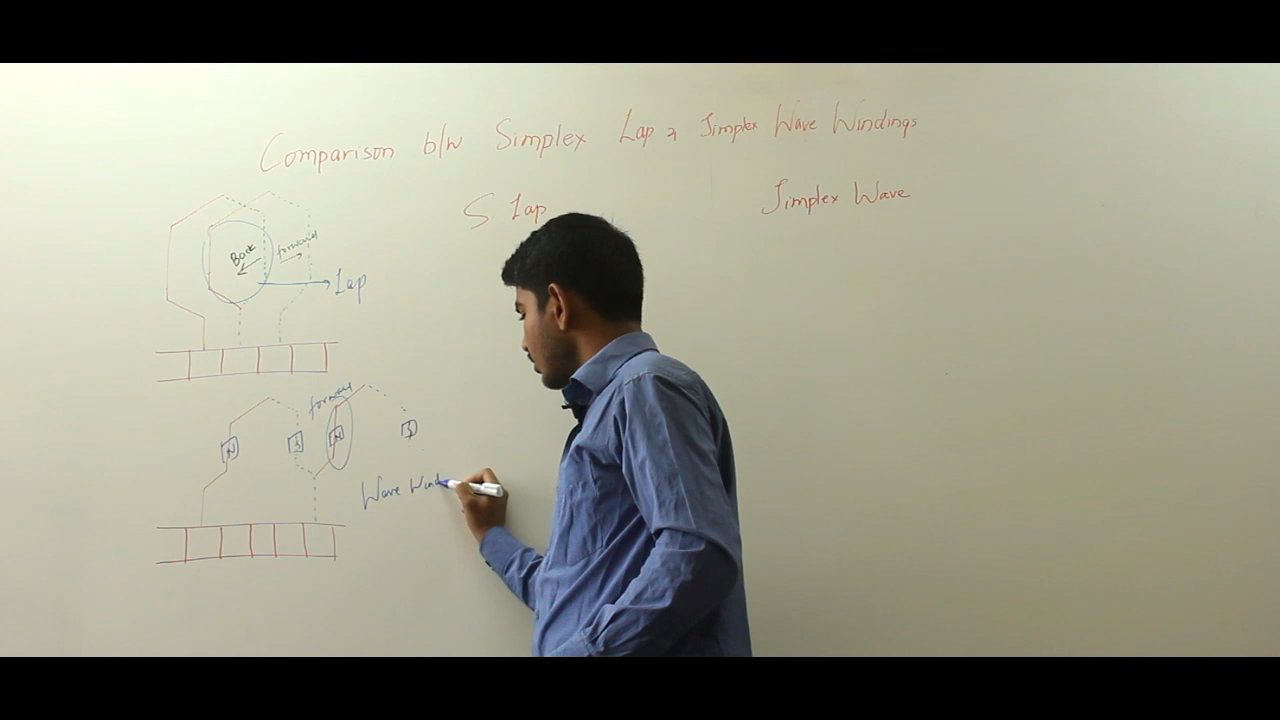 Comparison b/w Simplex Lap & Simplex Wave Windings
S Lap
Simplex Wave
Back
forward
Lap
forward
N
S
N
S
Wave Wind